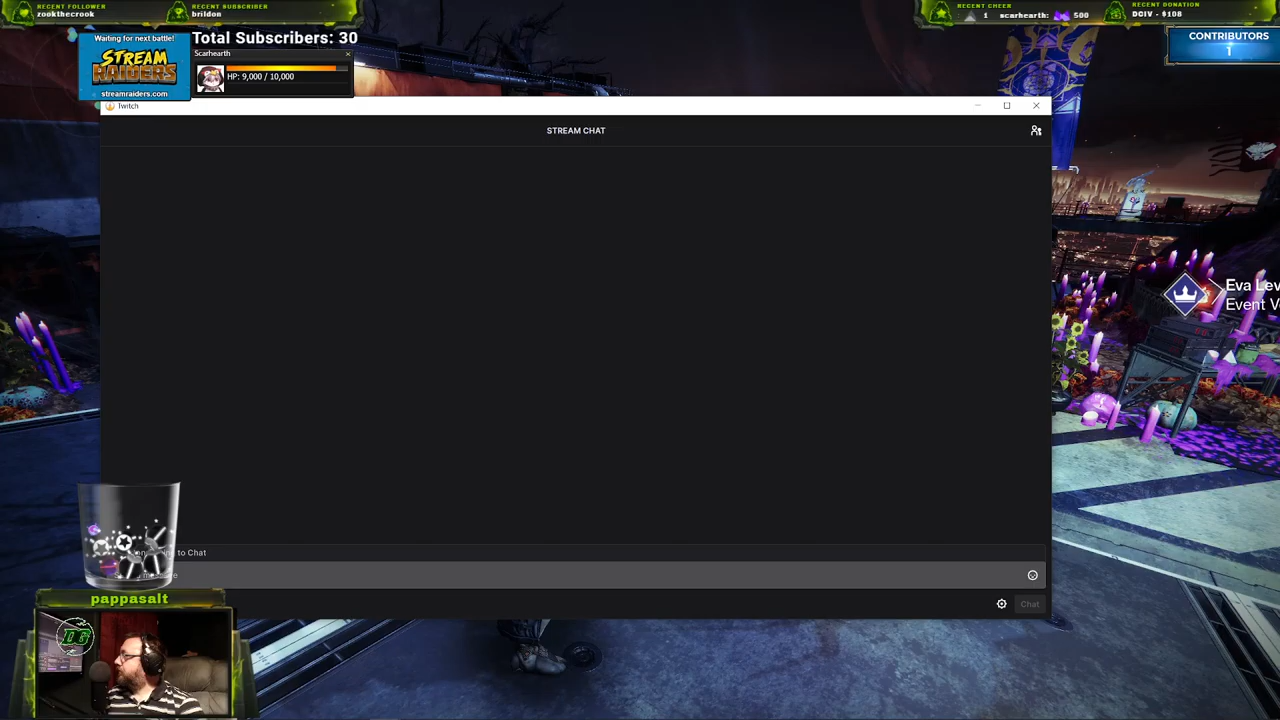 RECENT FOLLOWER
zookthecrook
RECENT SUBSCRIBER
brildon
RECENT CHEER
1 scarhearth: 500
RECENT DONATION
DCIV - $108
Waiting for next battle!
STREAM
RAIDERS
streamraiders.com
Total Subscribers: 30
Scarhearth
HP: 9,000 / 10,000
CONTRIBUTORS
1
Twitch
STREAM CHAT
Eva Lev
Event V
to Chat
Chat
pappasalt
DG